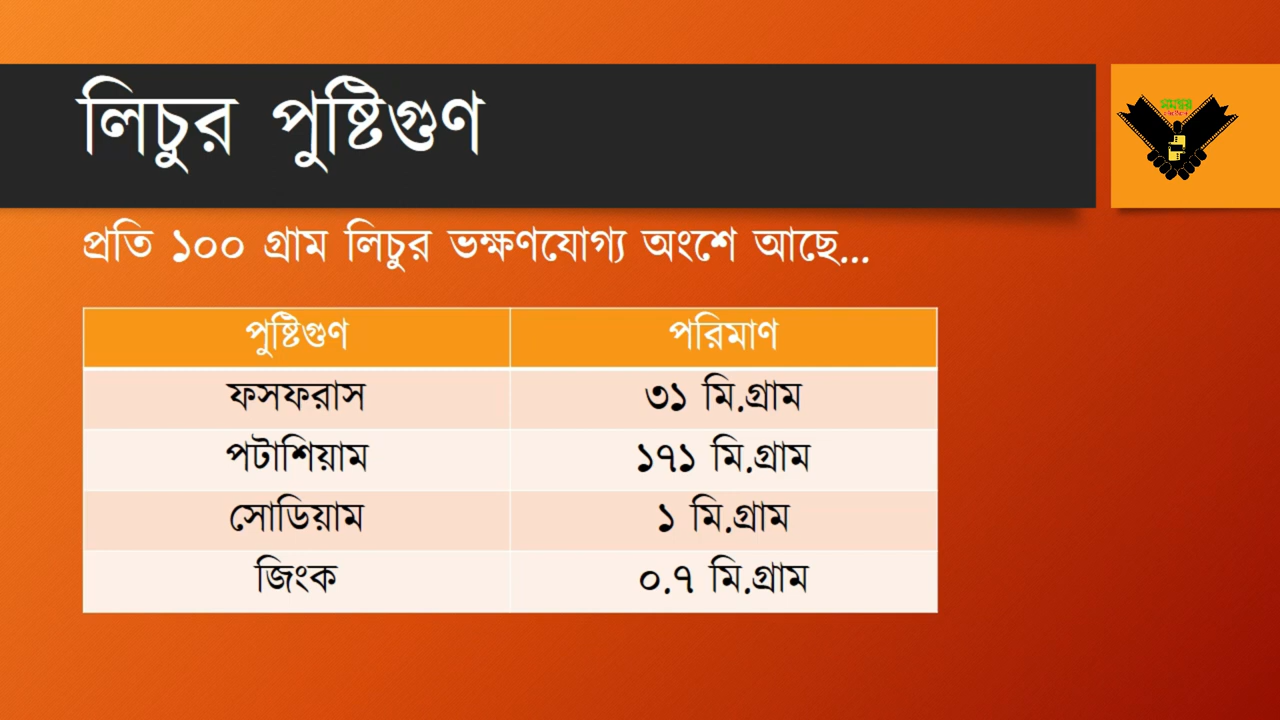 লিচুর পুষ্টিগুণ
প্রতি ১০০ গ্রাম লিচুর ভক্ষণযোগ্য অংশে আছে...
পুষ্টিগুণ পরিমাণ
ফসফরাস ৩১ মি.গ্রাম
পটাশিয়াম ১৭১ মি.গ্রাম
সোডিয়াম ১ মি.গ্রাম
জিংক ০.৭ মি.গ্রাম